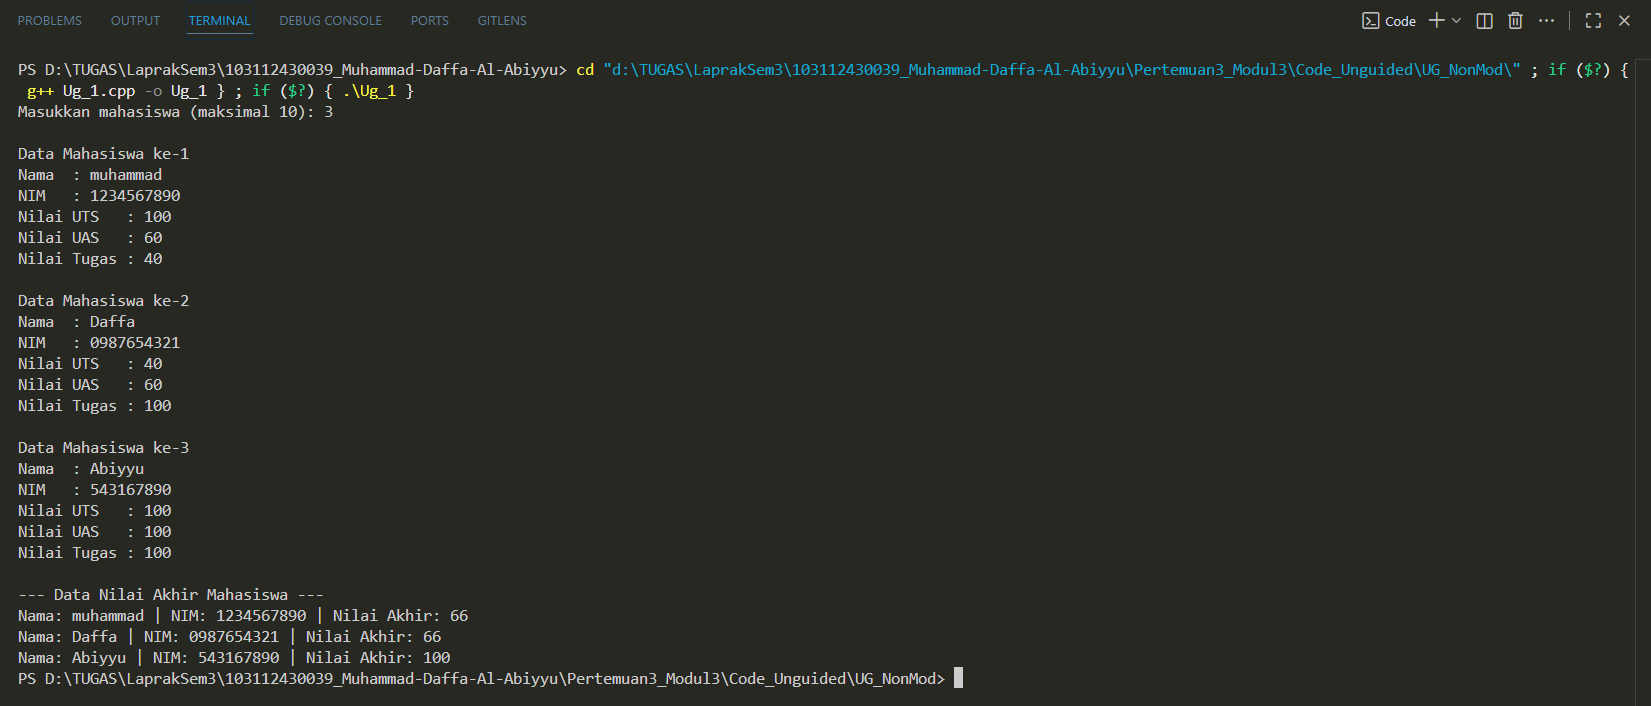 PROBLEMS OUTPUT TERMINAL DEBUG CONSOLE PORTS GITLENS Code
PS D:\TUGAS\LaprakSem3\103112430039_Muhammad-Daffa-Al-Abiyyu> cd "d:\TUGAS\LaprakSem3\103112430039_Muhammad-Daffa-Al-Abiyyu\Pertemuan3_Modul3\Code_Unguided\UG_NonMod\" ; if ($?) {
g++ Ug_1.cpp -o Ug_1 } ; if ($?) { .\Ug_1 }
Masukkan mahasiswa (maksimal 10): 3
Data Mahasiswa ke-1
Nama  : muhammad
NIM   : 1234567890
Nilai UTS   : 100
Nilai UAS   : 60
Nilai Tugas : 40
Data Mahasiswa ke-2
Nama  : Daffa
NIM   : 0987654321
Nilai UTS   : 40
Nilai UAS   : 60
Nilai Tugas : 100
Data Mahasiswa ke-3
Nama  : Abiyyu
NIM   : 543167890
Nilai UTS   : 100
Nilai UAS   : 100
Nilai Tugas : 100
--- Data Nilai Akhir Mahasiswa ---
Nama: muhammad | NIM: 1234567890 | Nilai Akhir: 66
Nama: Daffa | NIM: 0987654321 | Nilai Akhir: 66
Nama: Abiyyu | NIM: 543167890 | Nilai Akhir: 100
PS D:\TUGAS\LaprakSem3\103112430039_Muhammad-Daffa-Al-Abiyyu\Pertemuan3_Modul3\Code_Unguided\UG_NonMod>